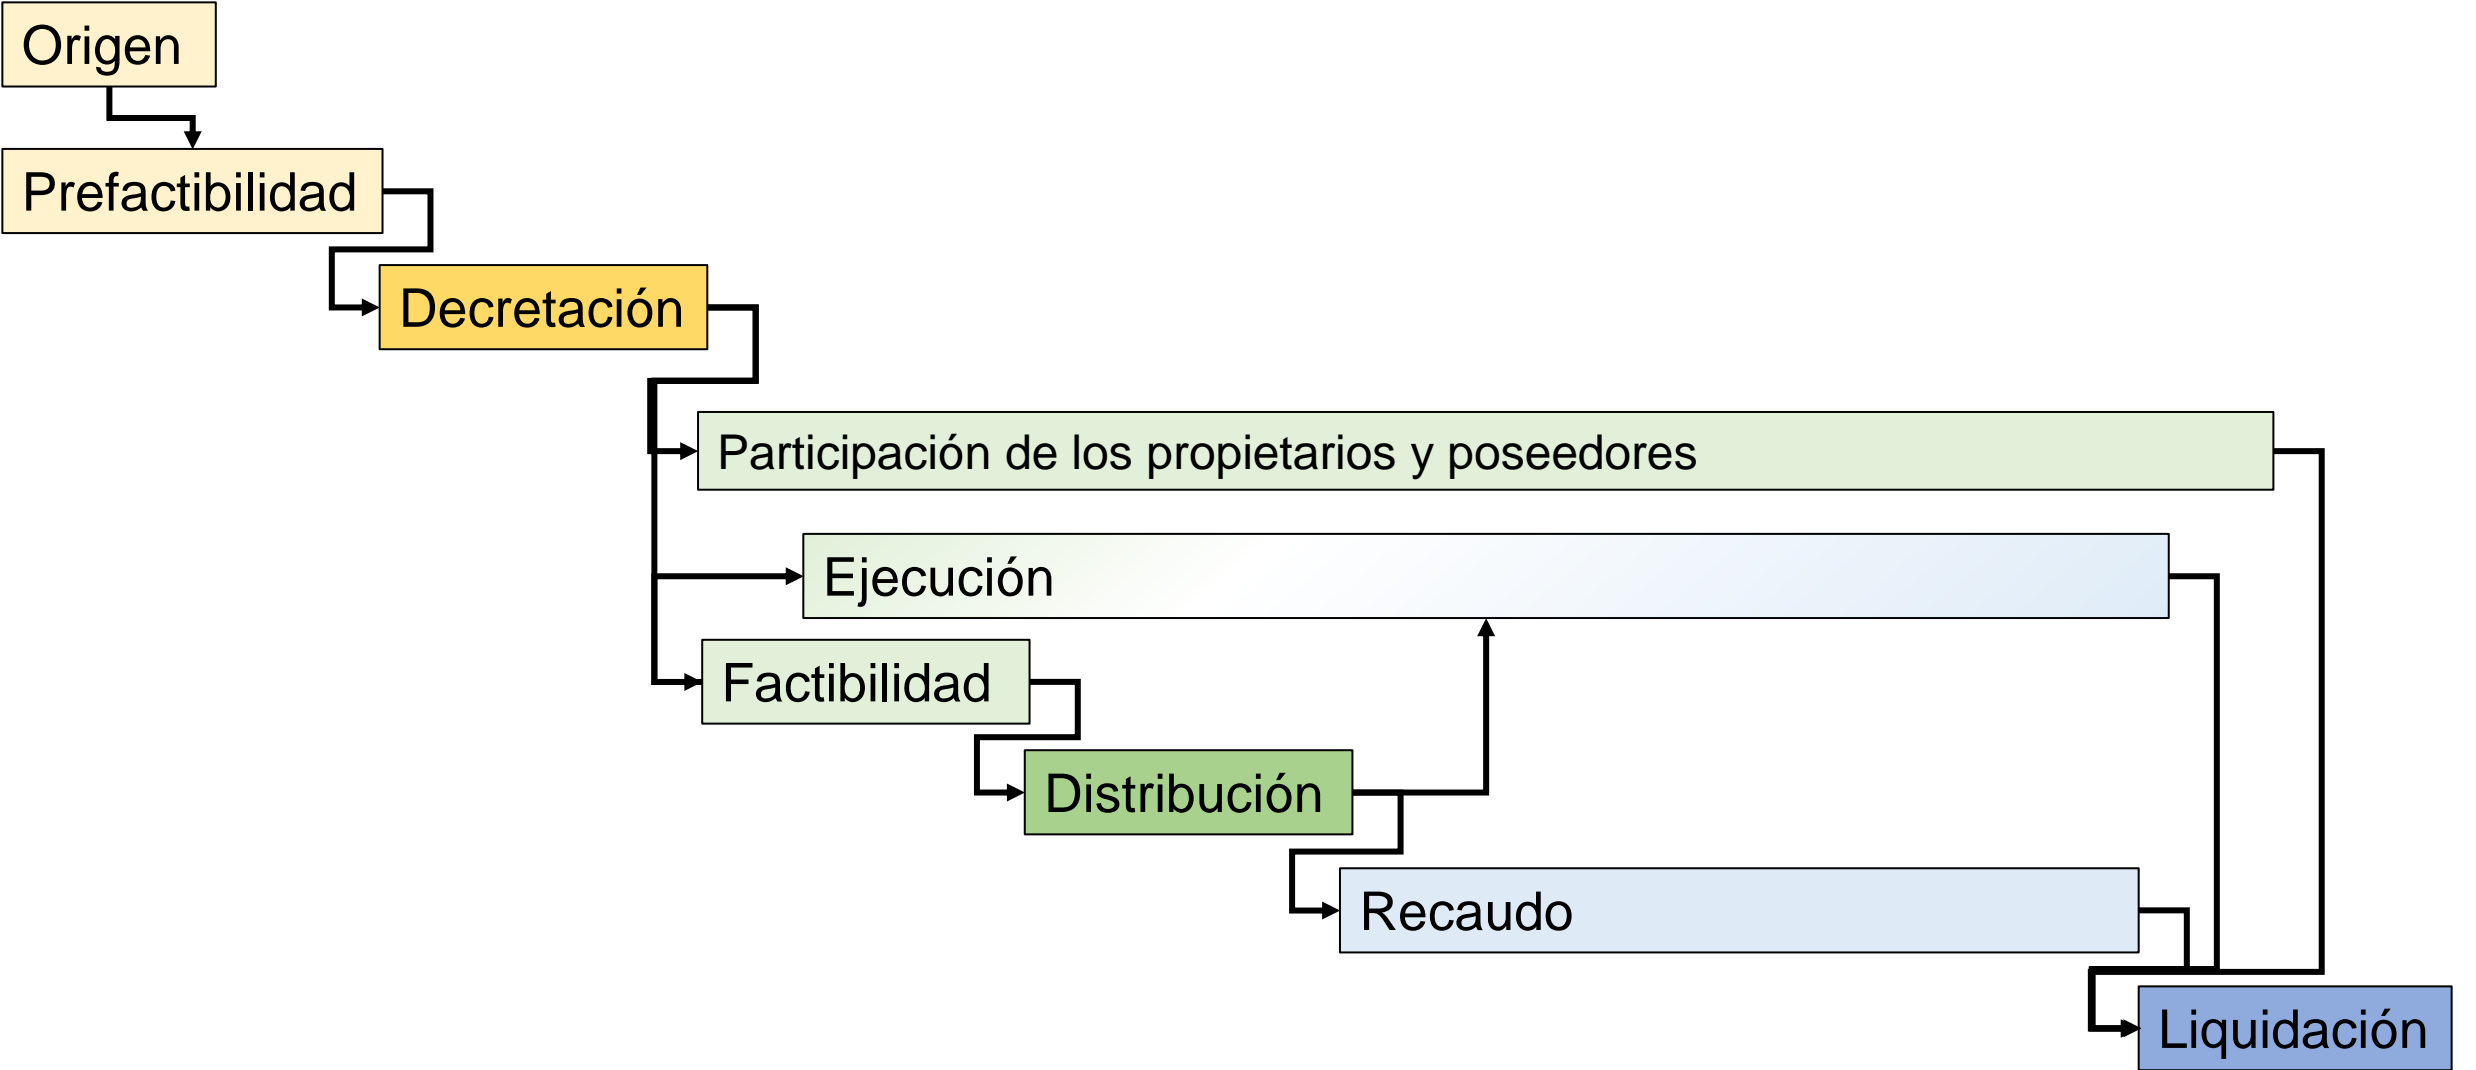 Origen
Prefactibilidad
Decretación
Participación de los propietarios y poseedores
Ejecución
Factibilidad
Distribución
Recaudo
Liquidación